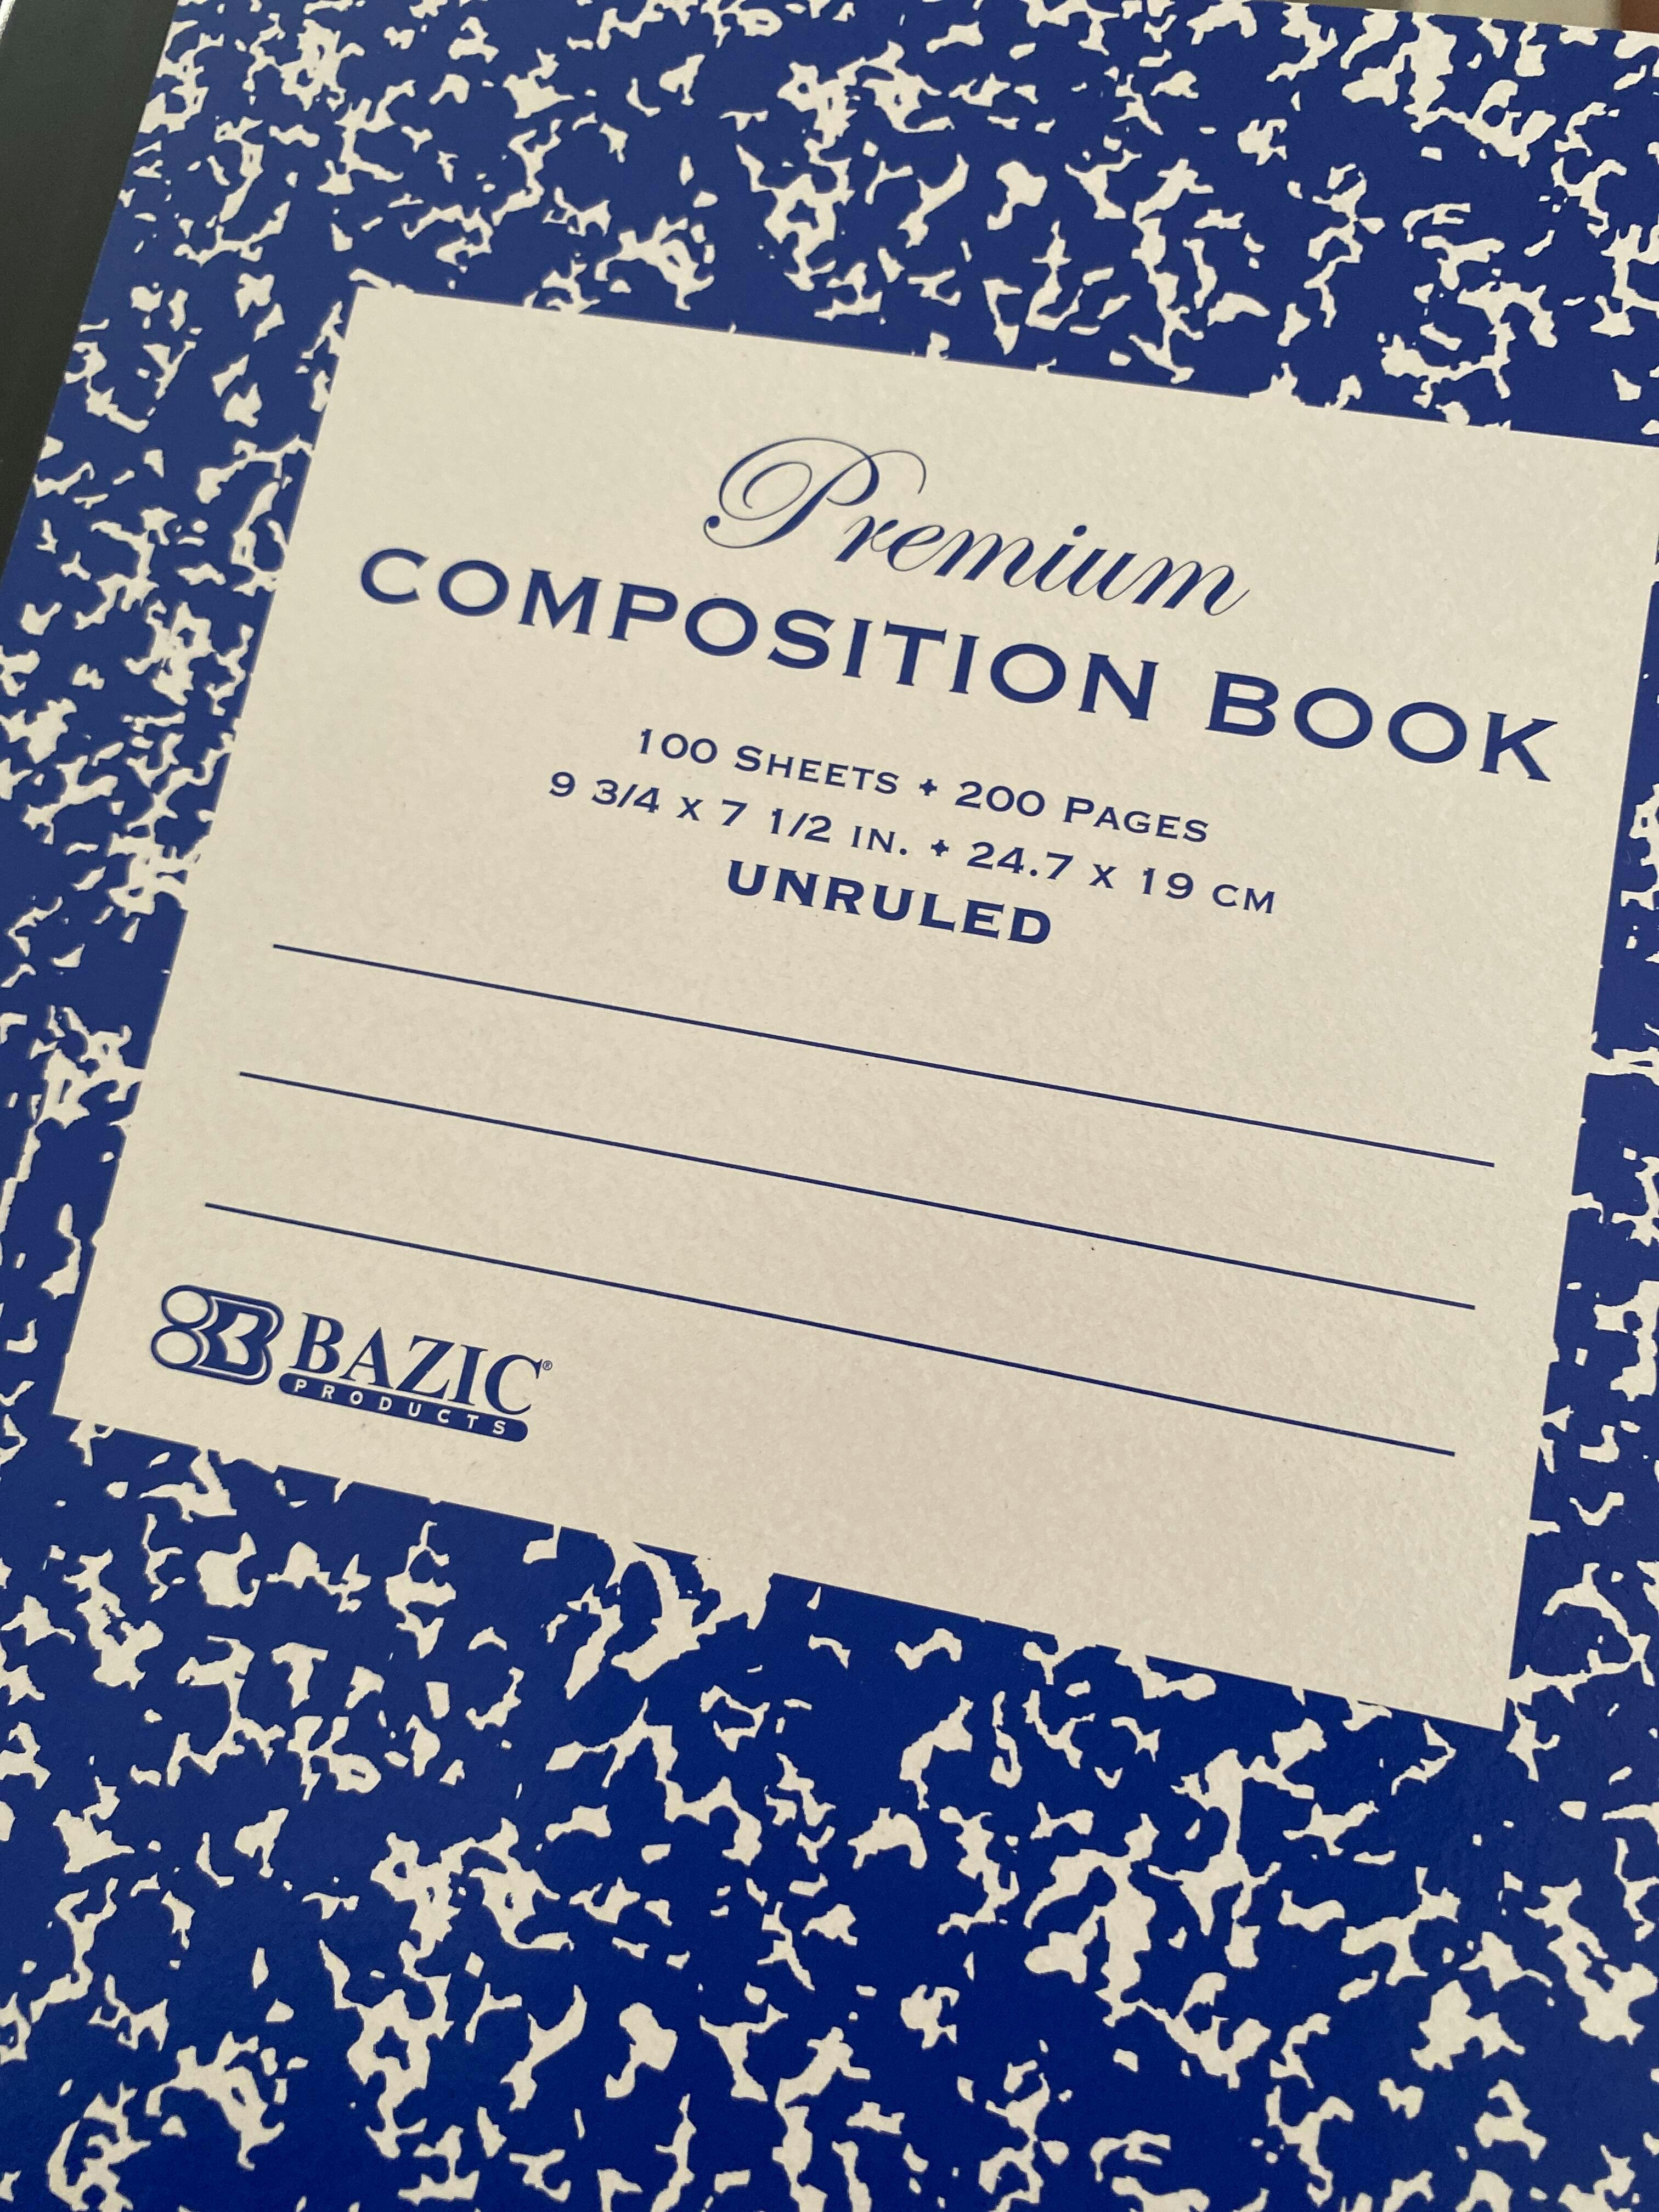 Premium
COMPOSITION BOOK
100 SHEETS ✦ 200 PAGES
9 3/4 X 7 1/2 IN. ✦ 24.7 X 19 CM
UNRULED
B BAZIC®
PRODUCTS